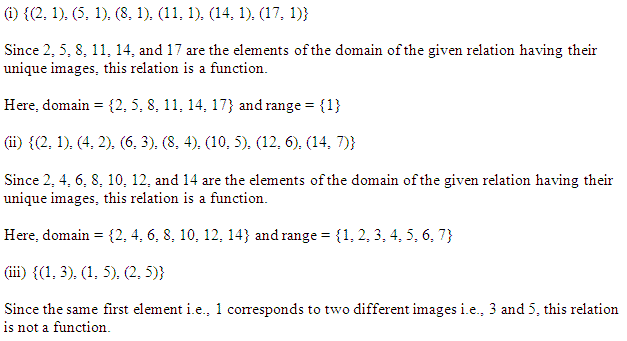 (i) {(2, 1), (5, 1), (8, 1), (11, 1), (14, 1), (17, 1)}
Since 2, 5, 8, 11, 14, and 17 are the elements of the domain of the given relation having their
unique images, this relation is a function.
Here, domain = {2, 5, 8, 11, 14, 17} and range = {1}
(ii) {(2, 1), (4, 2), (6, 3), (8, 4), (10, 5), (12, 6), (14, 7)}
Since 2, 4, 6, 8, 10, 12, and 14 are the elements of the domain of the given relation having their
unique images, this relation is a function.
Here, domain = {2, 4, 6, 8, 10, 12, 14} and range = {1, 2, 3, 4, 5, 6, 7}
(iii) {(1, 3), (1, 5), (2, 5)}
Since the same first element i.e., 1 corresponds to two different images i.e., 3 and 5, this relation
is not a function.